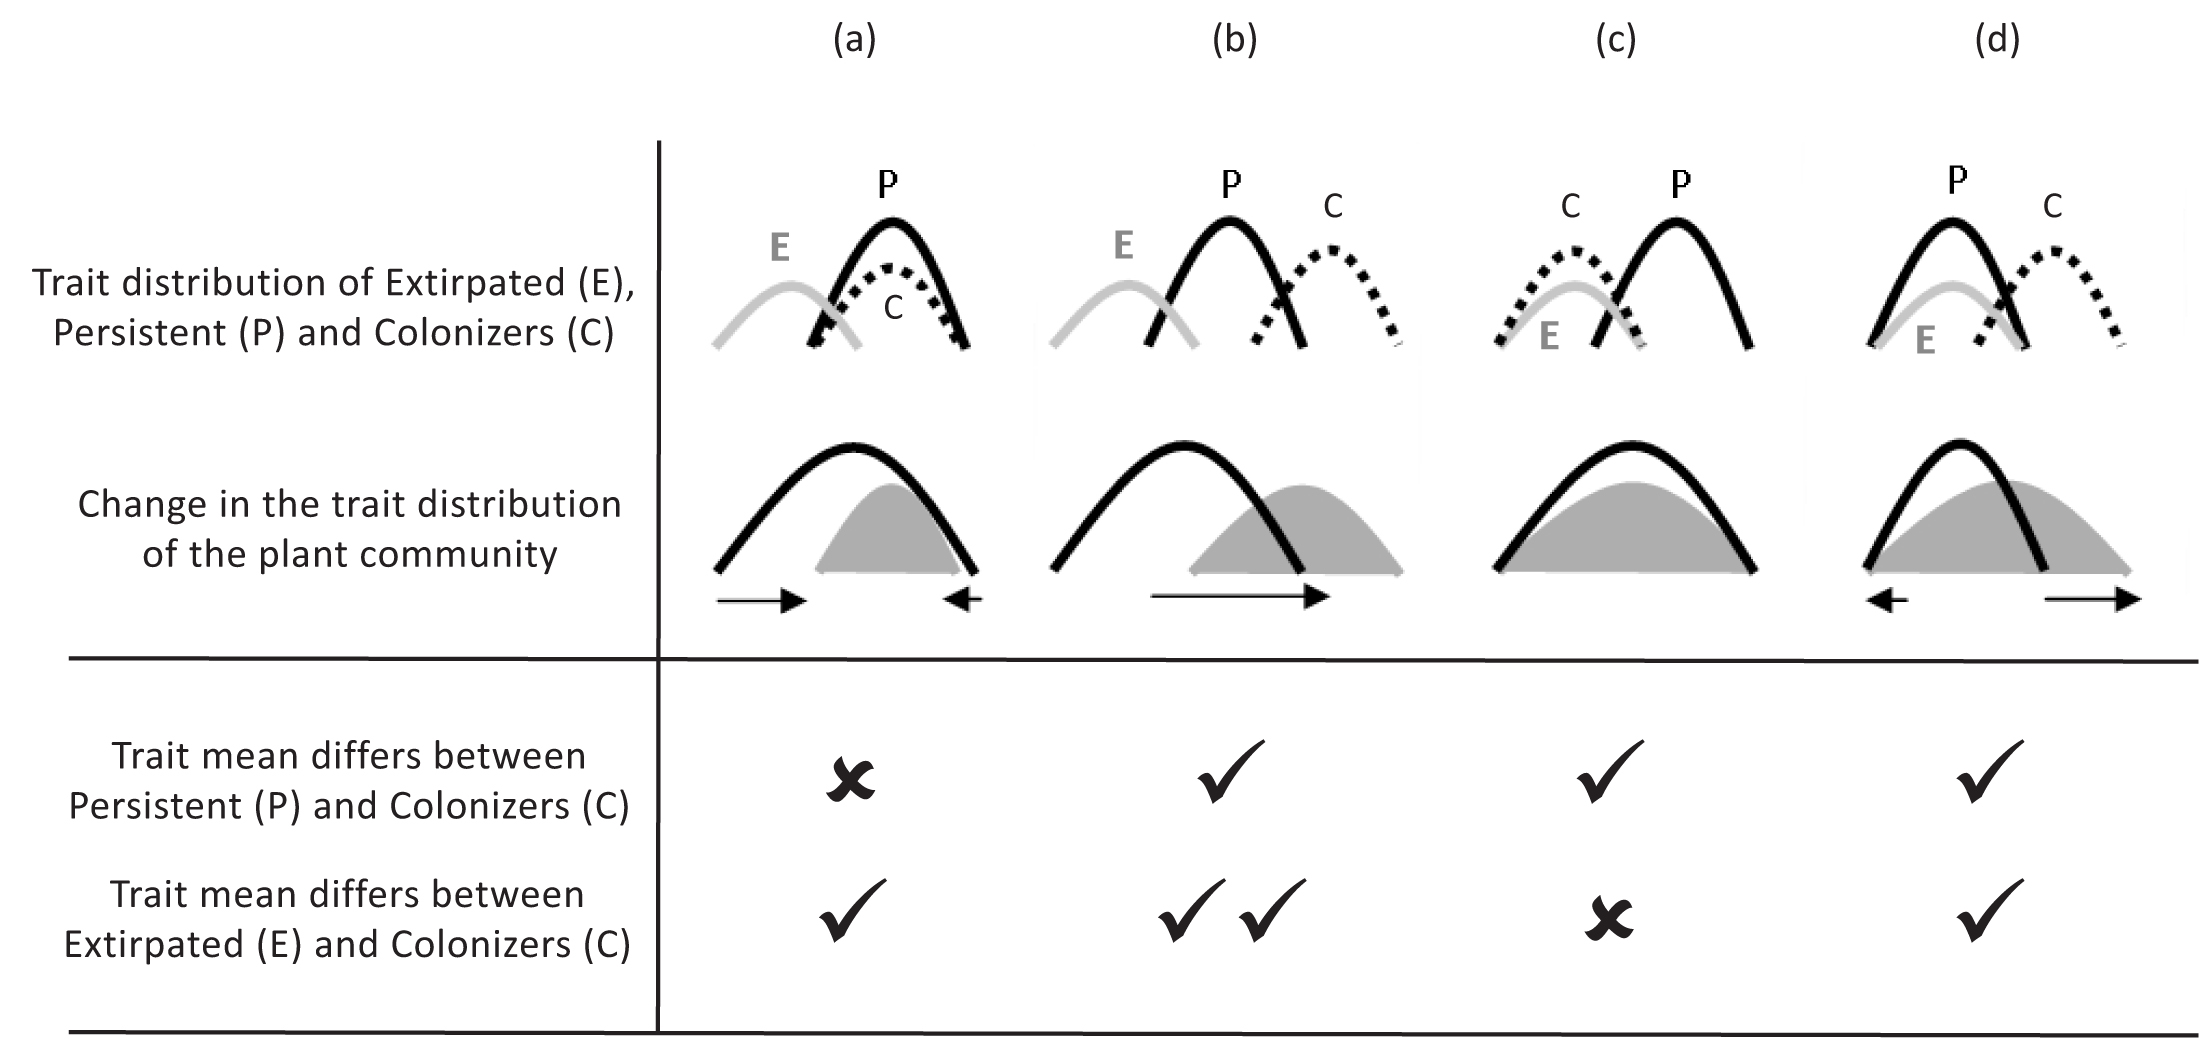 (a) (b) (c) (d)
P P C C P P C
E E C E E
Trait distribution of Extirpated (E),
Persistent (P) and Colonizers (C)
Change in the trait distribution
of the plant community
Trait mean differs between
Persistent (P) and Colonizers (C)
Trait mean differs between
Extirpated (E) and Colonizers (C)